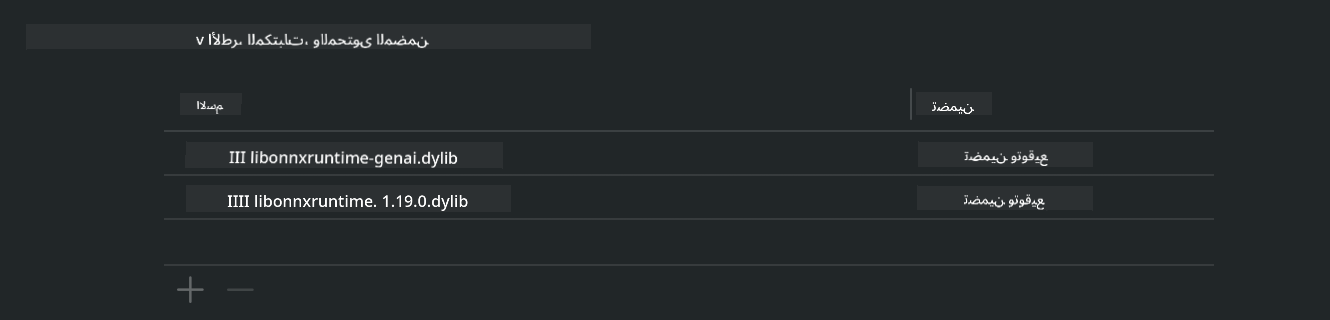 v الأطر، المكتبات، والمحتوى المضمن
الاسم
تضمين
III libonnxruntime-genai.dylib
تضمين وتوقيع
IIII libonnxruntime. 1.19.0.dylib
تضمين وتوقيع